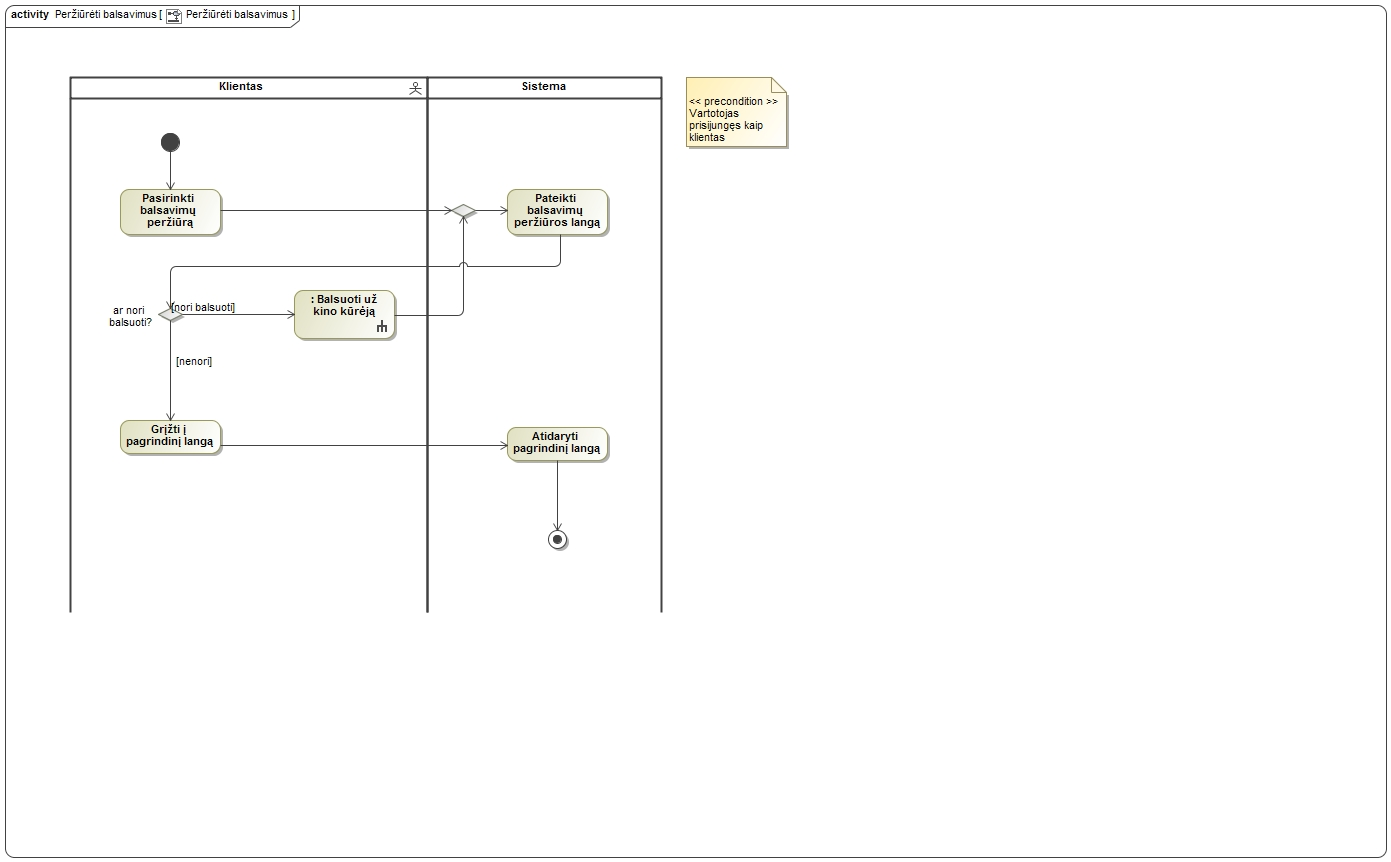 activity Peržiūrėti balsavimus [ Peržiūrėti balsavimus ]
Klientas
Sistema
<< precondition >>
Vartotojas
prisijungęs kaip
klientas
Pasirinkti
balsavimų
peržiūrą
Pateikti
balsavimų
peržiūros langą
ar nori
balsuoti?
[nori balsuoti]
: Balsuoti už
kino kūrėją
[nenori]
Grįžti į
pagrindinį langą
Atidaryti
pagrindinį langą